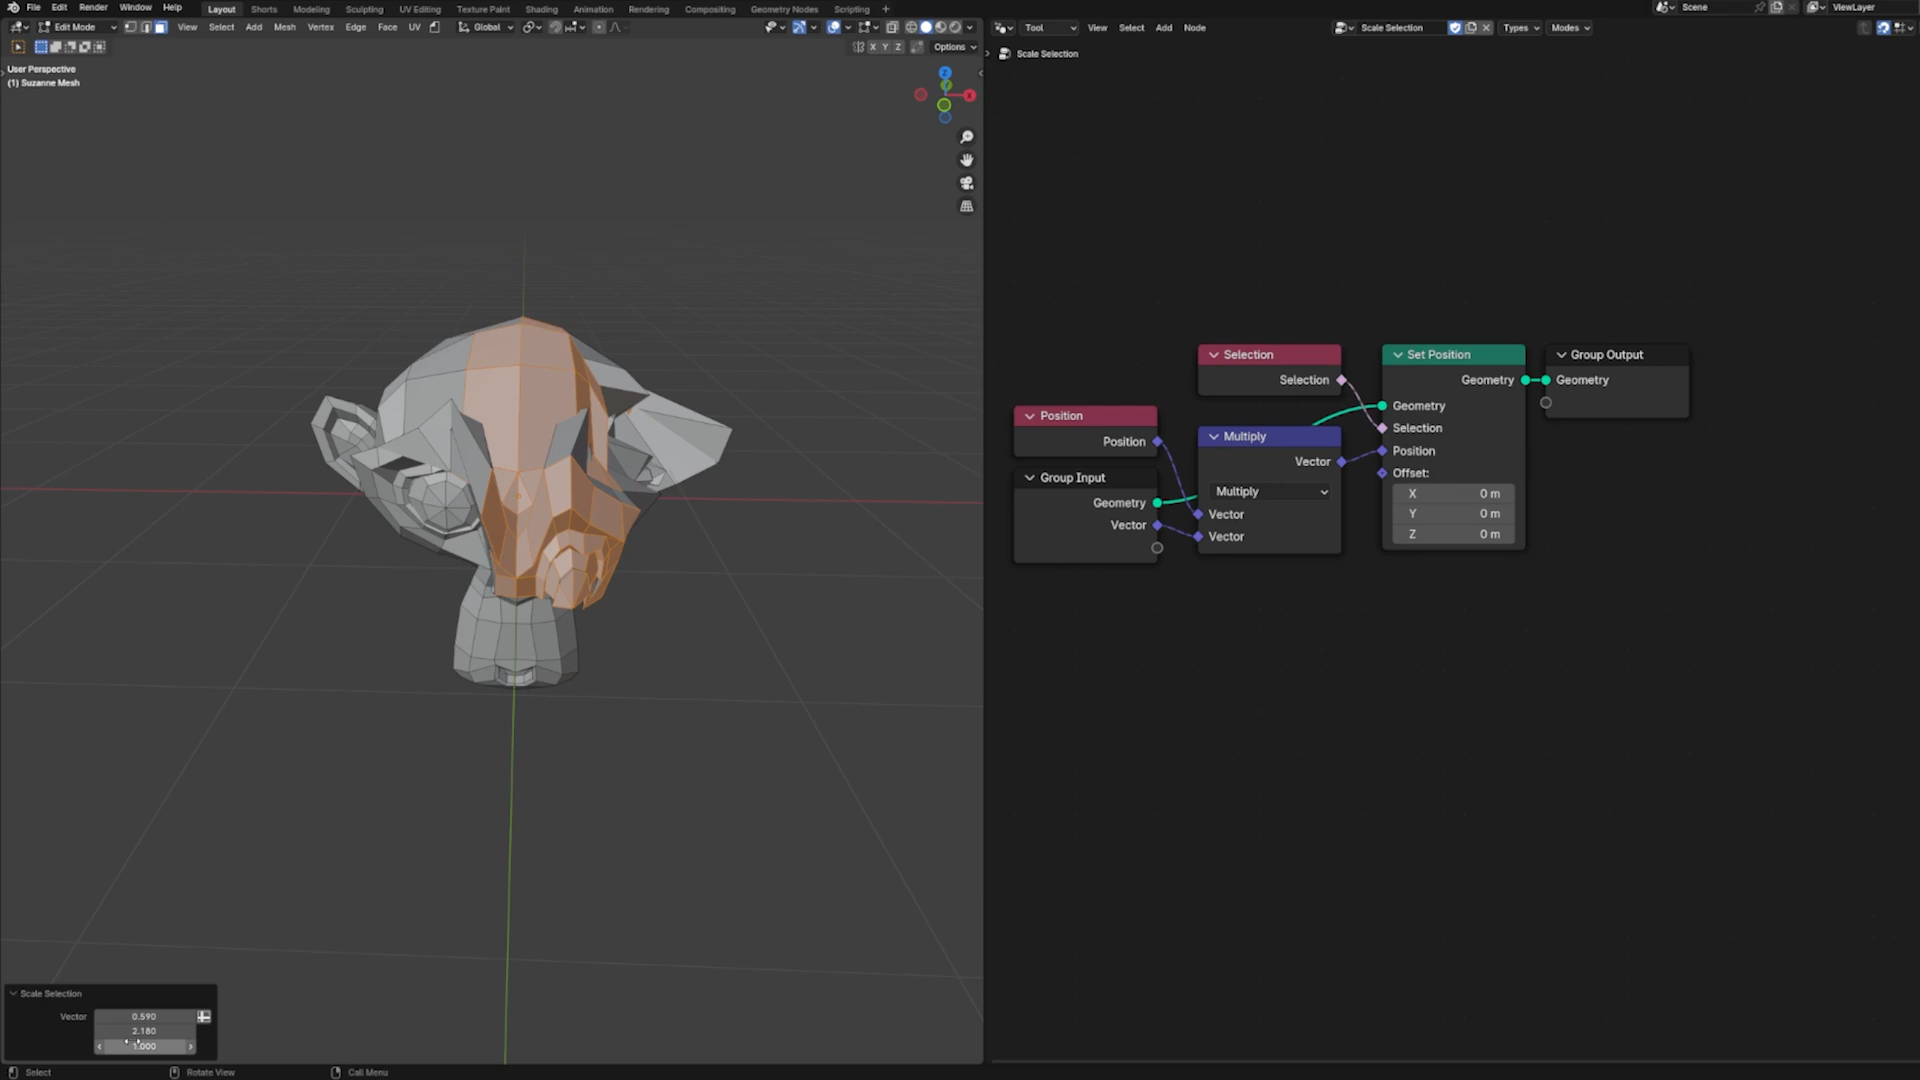 File Edit Render Window Help Layout Shorts Modeling Sculpting UV Editing Texture Paint Shading Animation Rendering Compositing Geometry Nodes Scripting + Scene ViewLayer
Edit Mode View Select Add Mesh Vertex Edge Face UV Global
Tool View Select Add Node Scale Selection Types Modes
X Y Z Options
Scale Selection
User Perspective
(1) Suzanne Mesh
Z
Y
X
Selection
Selection
Set Position
Geometry
Geometry
Selection
Position
Offset:
X 0 m
Y 0 m
Z 0 m
Group Output
Geometry
Position
Position
Multiply
Vector
Multiply
Vector
Vector
Group Input
Geometry
Vector
Scale Selection
Vector 0.590
2.180
1.000
Select Rotate View Call Menu